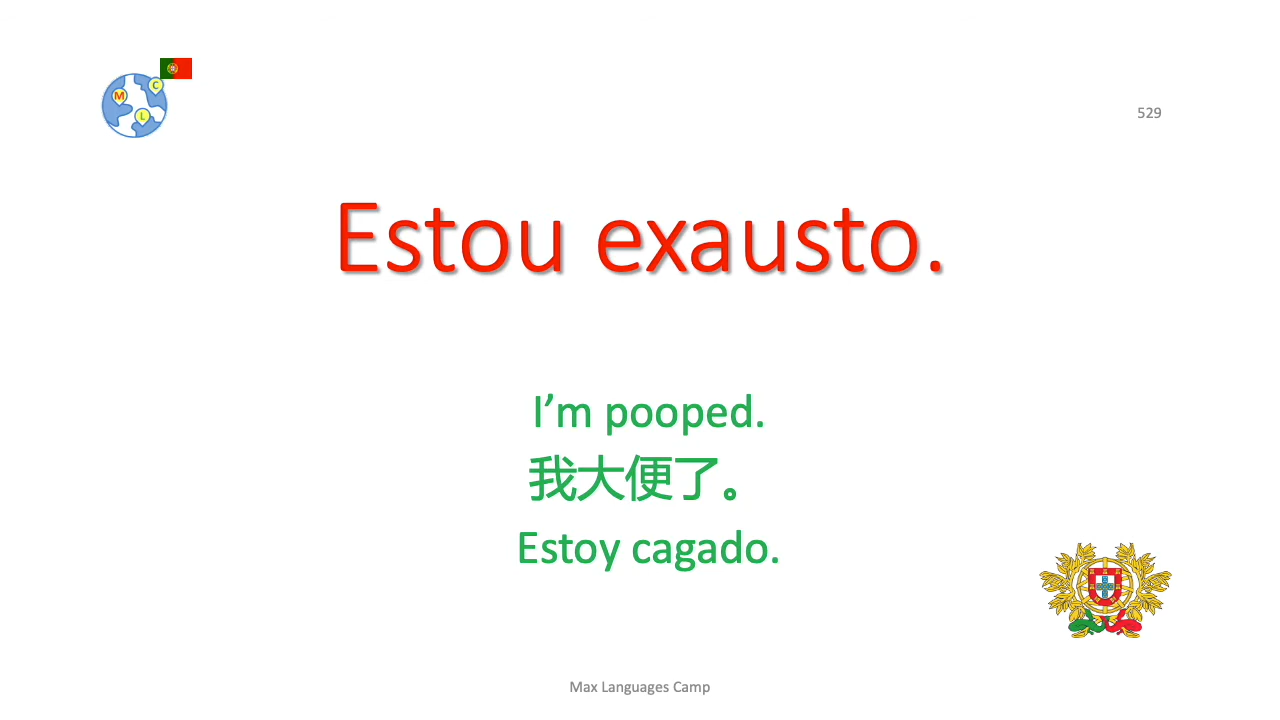 M
C
L
529
Estou exausto.
I’m pooped.
我大便了。
Estoy cagado.
Max Languages Camp